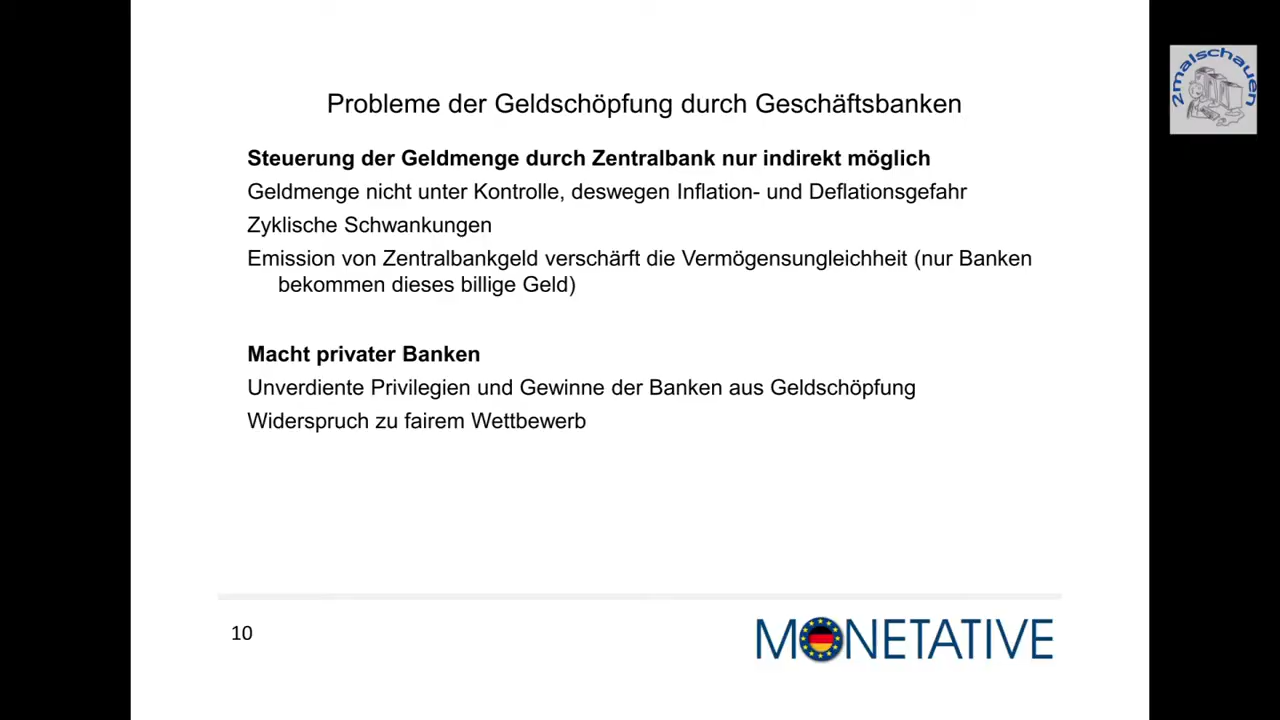 2malschauen
Probleme der Geldschöpfung durch Geschäftsbanken
Steuerung der Geldmenge durch Zentralbank nur indirekt möglich
Geldmenge nicht unter Kontrolle, deswegen Inflation- und Deflationsgefahr
Zyklische Schwankungen
Emission von Zentralbankgeld verschärft die Vermögensungleichheit (nur Banken
bekommen dieses billige Geld)
Macht privater Banken
Unverdiente Privilegien und Gewinne der Banken aus Geldschöpfung
Widerspruch zu fairem Wettbewerb
10
MONETATIVE